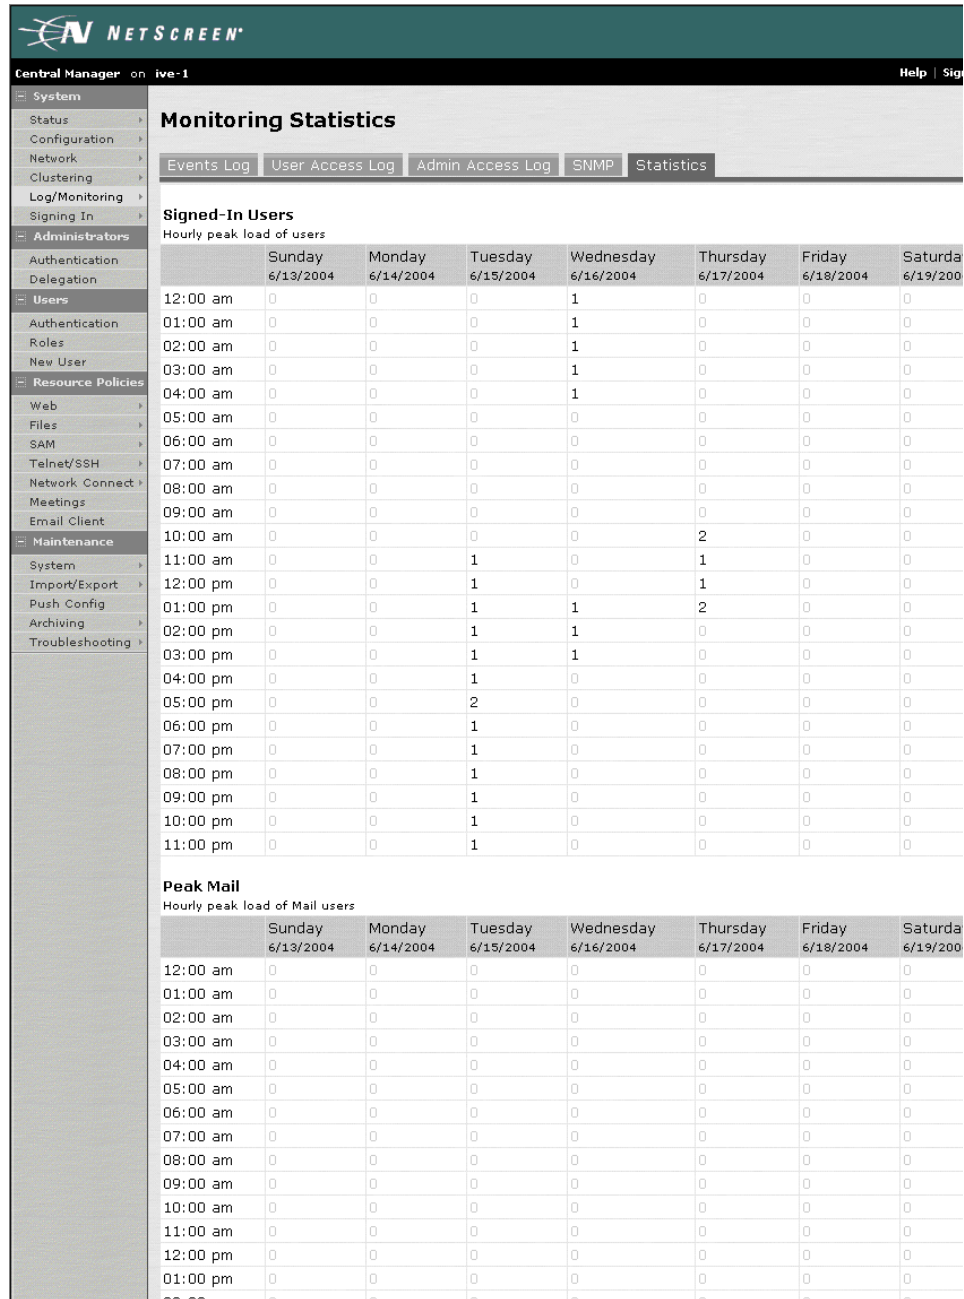 NETSCREEN
Central Manager on ive-1
Help |
System
Status
Configuration
Network
Clustering
Log/Monitoring
Signing In
Administrators
Authentication
Delegation
Users
Authentication
Roles
New User
Resource Policies
Web
Files
SAM
Telnet/SSH
Network Connect
Meetings
Email Client
Maintenance
System
Import/Export
Push Config
Archiving
Troubleshooting
Monitoring Statistics
Events Log User Access Log Admin Access Log SNMP Statistics
Signed-In Users
Hourly peak load of users
Sunday Monday Tuesday Wednesday Thursday Friday
6/13/2004 6/14/2004 6/15/2004 6/16/2004 6/17/2004 6/18/2004
12:00 am 0 0 0 1 0 0 0
01:00 am 0 0 0 1 0 0 0
02:00 am 0 0 0 1 0 0 0
03:00 am 0 0 0 1 0 0 0
04:00 am 0 0 0 1 0 0 0
05:00 am 0 0 0 0 0 0 0
06:00 am 0 0 0 0 0 0 0
07:00 am 0 0 0 0 0 0 0
08:00 am 0 0 0 0 0 0 0
09:00 am 0 0 0 0 0 0 0
10:00 am 0 0 0 0 2 0 0
11:00 am 0 0 1 0 1 0 0
12:00 pm 0 0 1 0 1 0 0
01:00 pm 0 0 1 1 2 0 0
02:00 pm 0 0 1 1 0 0 0
03:00 pm 0 0 1 1 0 0 0
04:00 pm 0 0 1 0 0 0 0
05:00 pm 0 0 2 0 0 0 0
06:00 pm 0 0 1 0 0 0 0
07:00 pm 0 0 1 0 0 0 0
08:00 pm 0 0 1 0 0 0 0
09:00 pm 0 0 1 0 0 0 0
10:00 pm 0 0 1 0 0 0 0
11:00 pm 0 0 1 0 0 0 0
Peak Mail
Hourly peak load of Mail users
Sunday Monday Tuesday Wednesday Thursday Friday
6/13/2004 6/14/2004 6/15/2004 6/16/2004 6/17/2004 6/18/2004
12:00 am 0 0 0 0 0 0 0
01:00 am 0 0 0 0 0 0 0
02:00 am 0 0 0 0 0 0 0
03:00 am 0 0 0 0 0 0 0
04:00 am 0 0 0 0 0 0 0
05:00 am 0 0 0 0 0 0 0
06:00 am 0 0 0 0 0 0 0
07:00 am 0 0 0 0 0 0 0
08:00 am 0 0 0 0 0 0 0
09:00 am 0 0 0 0 0 0 0
10:00 am 0 0 0 0 0 0 0
11:00 am 0 0 0 0 0 0 0
12:00 pm 0 0 0 0 0 0 0
01:00 pm 0 0 0 0 0 0 0